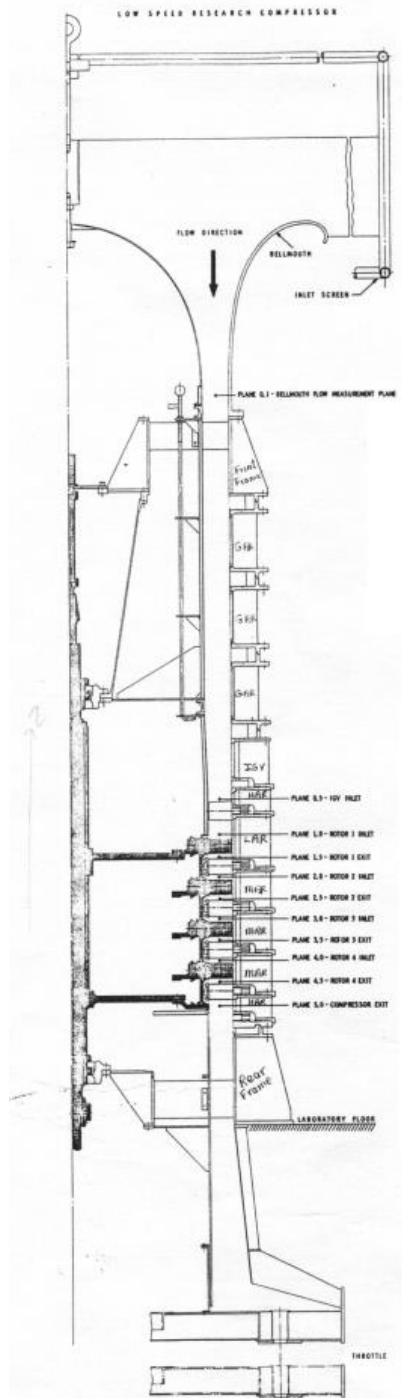 LOW SPEED RESEARCH COMPRESSOR
FLOW DIRECTION
BELLMOUTH
INLET SCREEN
PLANE 0.1 - BELLMOUTH FLOW MEASUREMENT PLANE
Front
Frame
IGV
PLANE 0.5 - IGV INLET
HAR
PLANE 1.0 - ROTOR 1 INLET
LAR
PLANE 1.5 - ROTOR 1 EXIT
PLANE 2.0 - ROTOR 2 INLET
PLANE 2.5 - ROTOR 2 EXIT
PLANE 3.0 - ROTOR 3 INLET
MAR
PLANE 3.5 - ROTOR 3 EXIT
PLANE 4.0 - ROTOR 4 INLET
MAR
PLANE 4.5 - ROTOR 4 EXIT
HAR
PLANE 5.0 - COMPRESSOR EXIT
Rear
Frame
LABORATORY FLOOR
THROTTLE